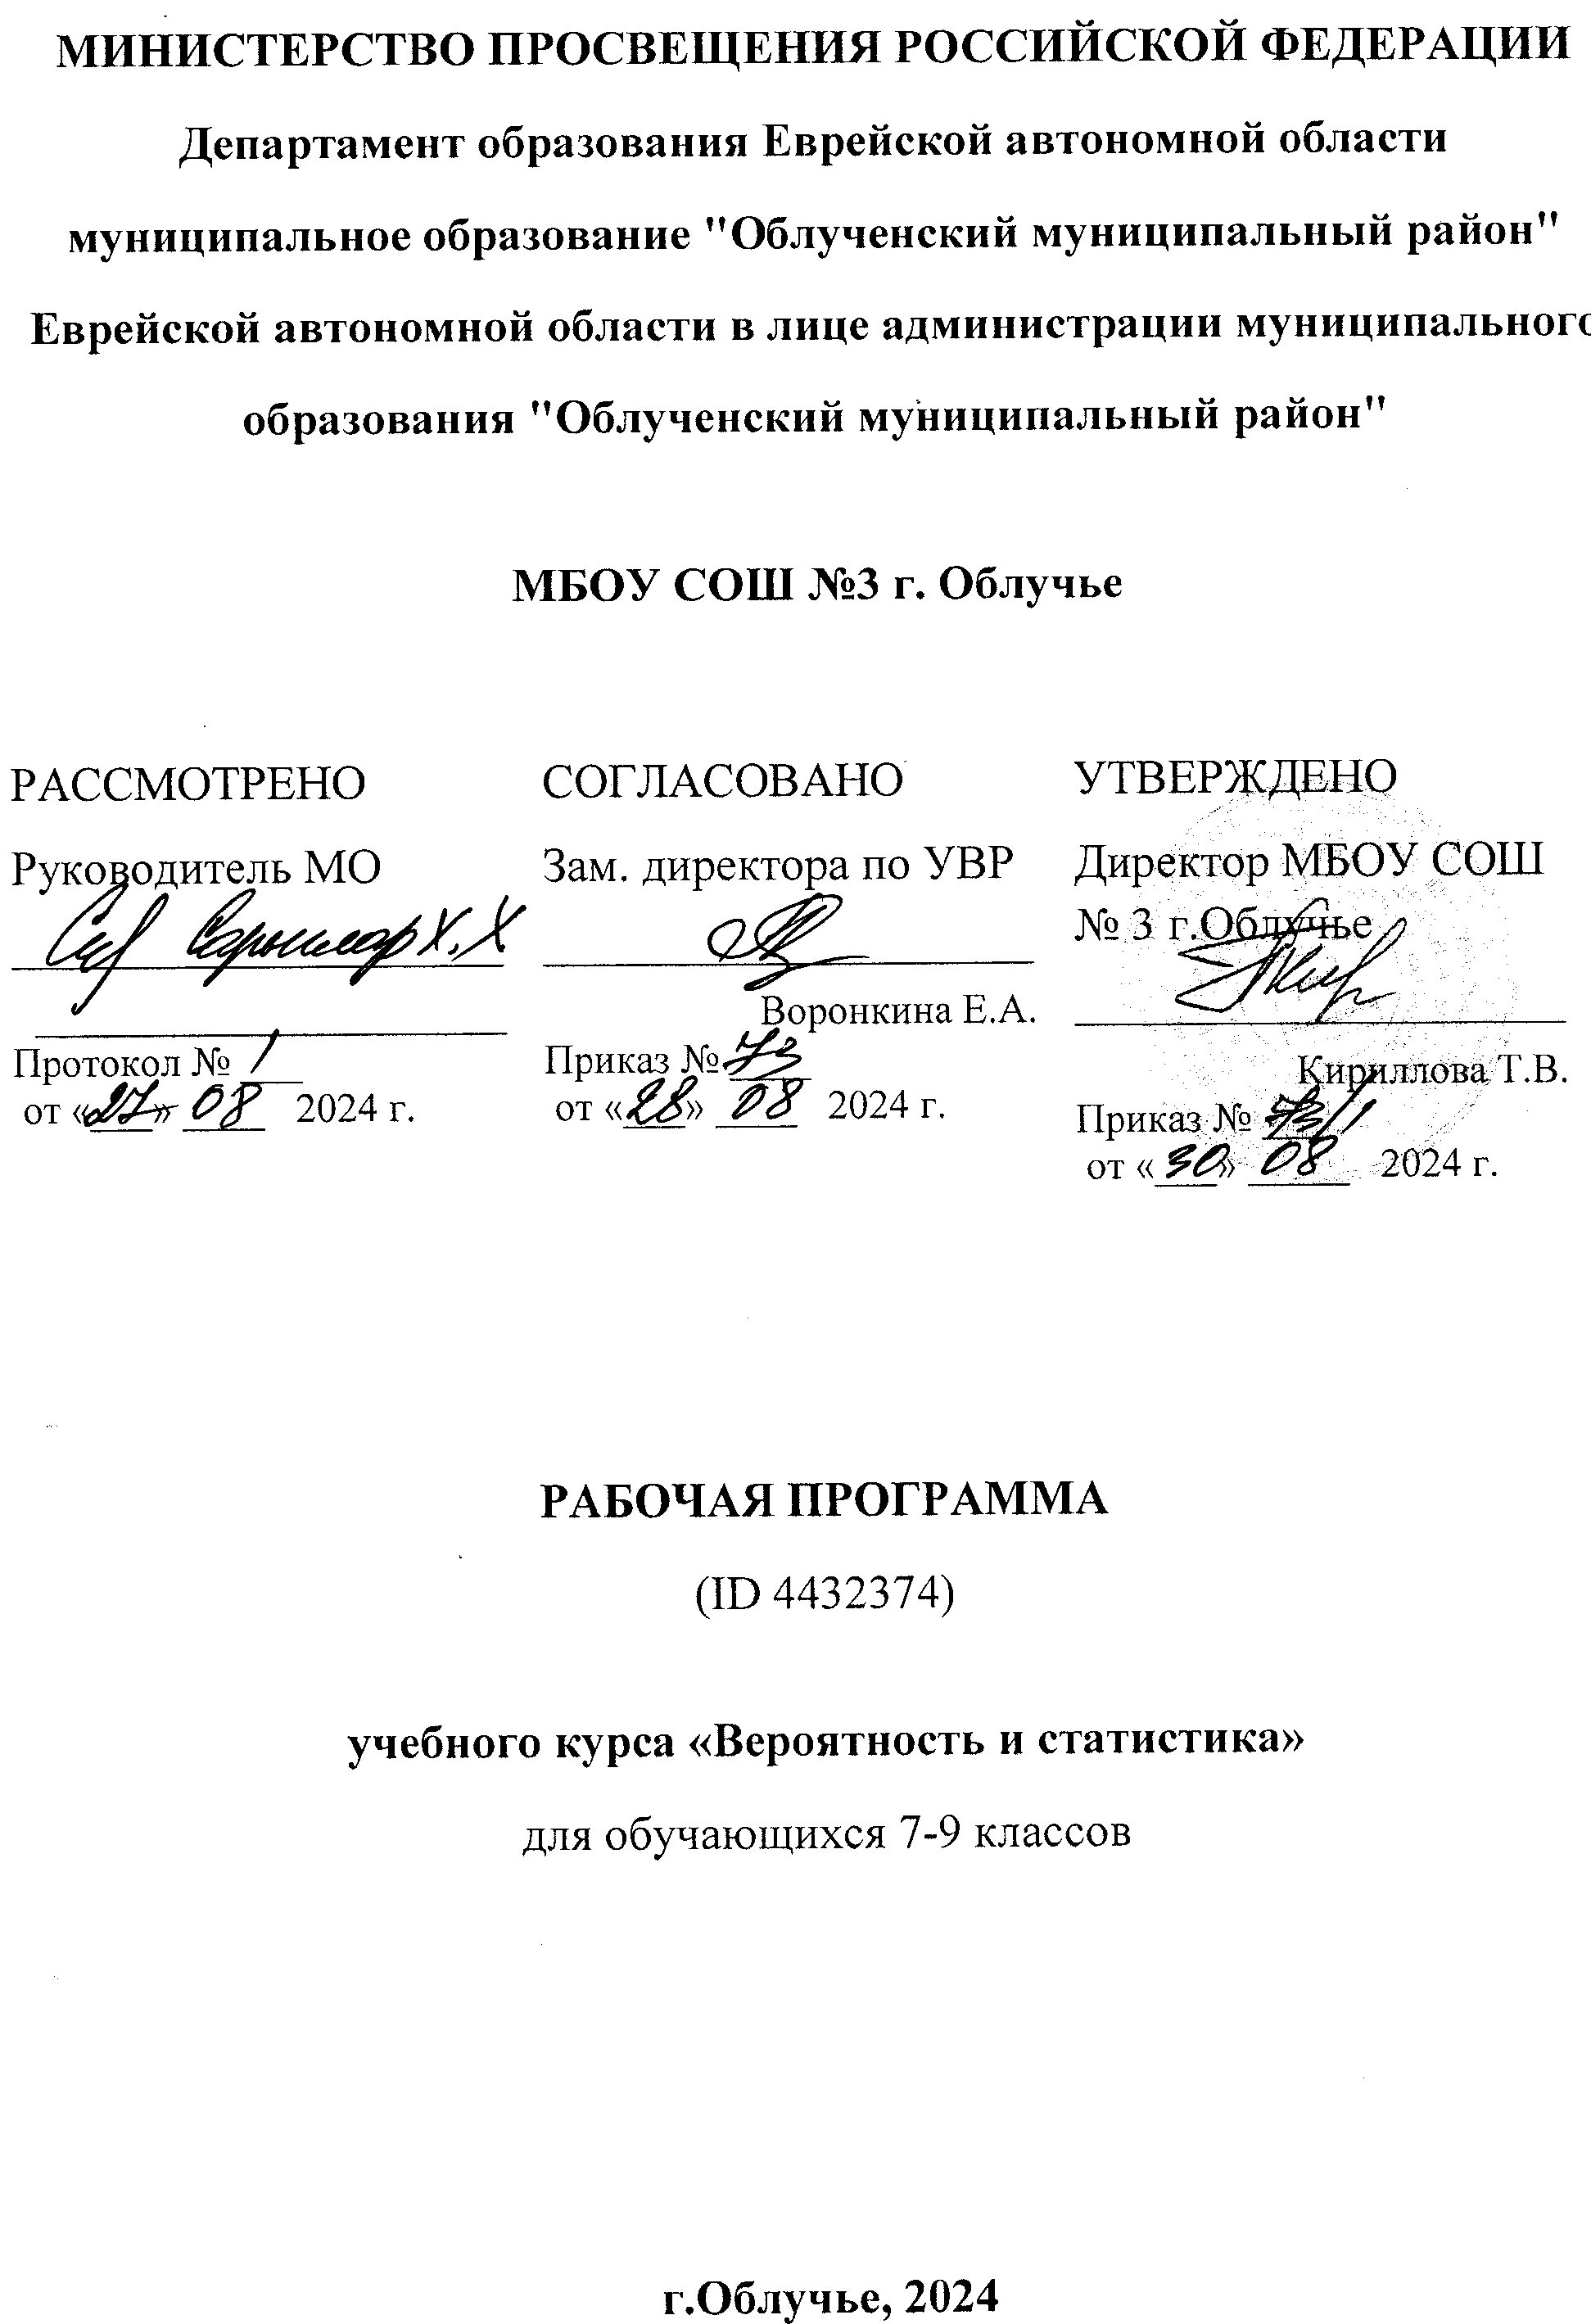 МИНИСТЕРСТВО ПРОСВЕЩЕНИЯ РОССИЙСКОЙ ФЕДЕРАЦИИ
Департамент образования Еврейской автономной области
муниципальное образование "Облученский муниципальный район"
Еврейской автономной области в лице администрации муниципального
образования "Облученский муниципальный район"
МБОУ СОШ №3 г. Облучье
РАССМОТРЕНО
Руководитель МО
Х.Х
Протокол № 1
от «27» 08 2024 г.
СОГЛАСОВАНО
Зам. директора по УВР
Воронкина Е.А.
Приказ № 73
от «28» 08 2024 г.
УТВЕРЖДЕНО
Директор МБОУ СОШ
№ 3 г.Облучье
Кириллова Т.В.
Приказ № 73/1
от «30» 08 2024 г.
РАБОЧАЯ ПРОГРАММА
(ID 4432374)
учебного курса «Вероятность и статистика»
для обучающихся 7-9 классов
г.Облучье, 2024